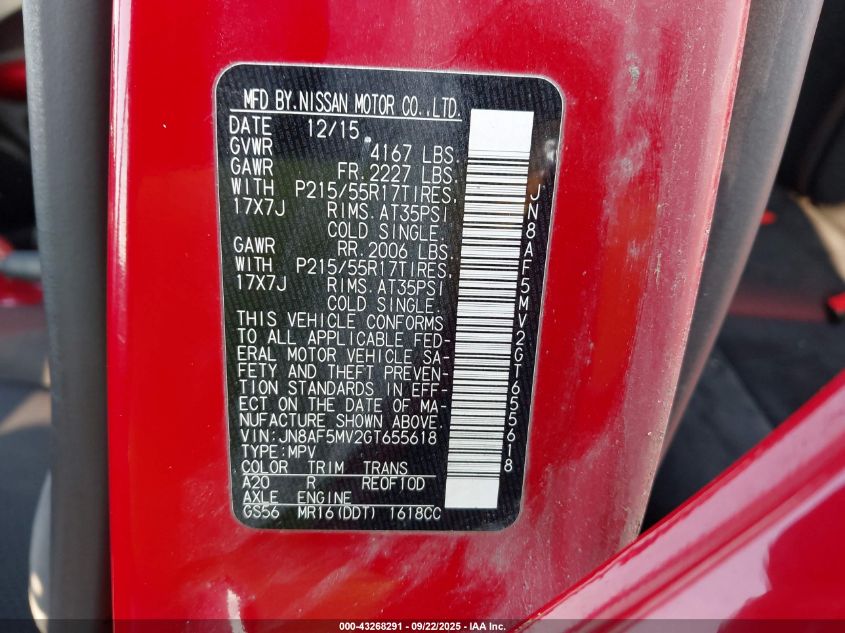 MFD BY.NISSAN MOTOR CO.,LTD.
DATE 12/15
GVWR 4167 LBS.
GAWR FR.2227 LBS.
WITH P215/55R17TIRES,
17X7J RIMS.AT35PSI
COLD SINGLE.
GAWR RR.2006 LBS.
WITH P215/55R17TIRES,
17X7J RIMS.AT35PSI
COLD SINGLE.
THIS VEHICLE CONFORMS
TO ALL APPLICABLE FED-
ERAL MOTOR VEHICLE SA-
FETY AND THEFT PREVEN-
TION STANDARDS IN EFF-
ECT ON THE DATE OF MA-
NUFACTURE SHOWN ABOVE.
VIN:JN8AF5MV2GT655618
TYPE:MPV
COLOR TRIM TRANS
A20 R RE0F10D
AXLE ENGINE
GS56 MR16(DDT) 1618CC
JN8AF5MV2GT655618
000-43268291 - 09/22/2025 - IAA Inc.